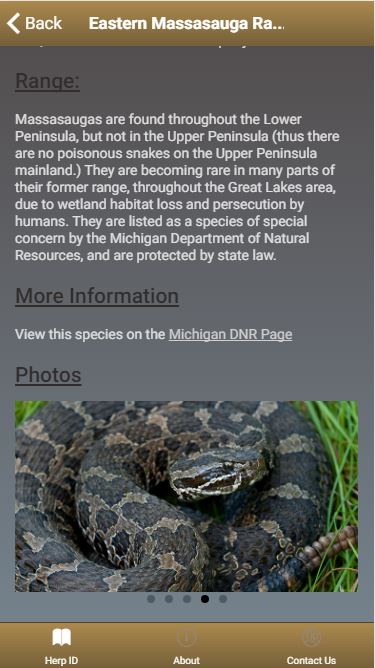 Back
Eastern Massasauga Ra...
Range:
Massasaugas are found throughout the Lower
Peninsula, but not in the Upper Peninsula (thus there
are no poisonous snakes on the Upper Peninsula
mainland.) They are becoming rare in many parts of
their former range, throughout the Great Lakes area,
due to wetland habitat loss and persecution by
humans. They are listed as a species of special
concern by the Michigan Department of Natural
Resources, and are protected by state law.
More Information
View this species on the Michigan DNR Page
Photos
Herp ID
About
Contact Us